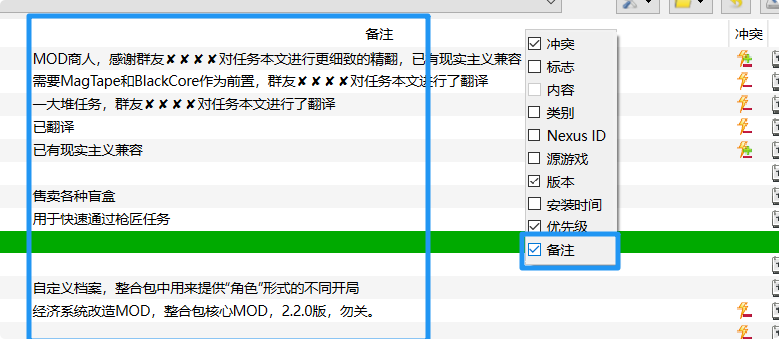 备注
冲突
MOD商人，感谢群友✘✘✘✘对任务本文进行更细致的精翻，已有现实主义兼容
需要MagTape和BlackCore作为前置，群友✘✘✘✘对任务本文进行了翻译
一大堆任务，群友✘✘✘✘对任务本文进行了翻译
已翻译
已有现实主义兼容
售卖各种盲盒
用于快速通过枪匠任务
自定义档案，整合包中用来提供“角色”形式的不同开局
经济系统改造MOD，整合包核心MOD，2.2.0版，勿关。
冲突
标志
内容
类别
Nexus ID
源游戏
版本
安装时间
优先级
备注